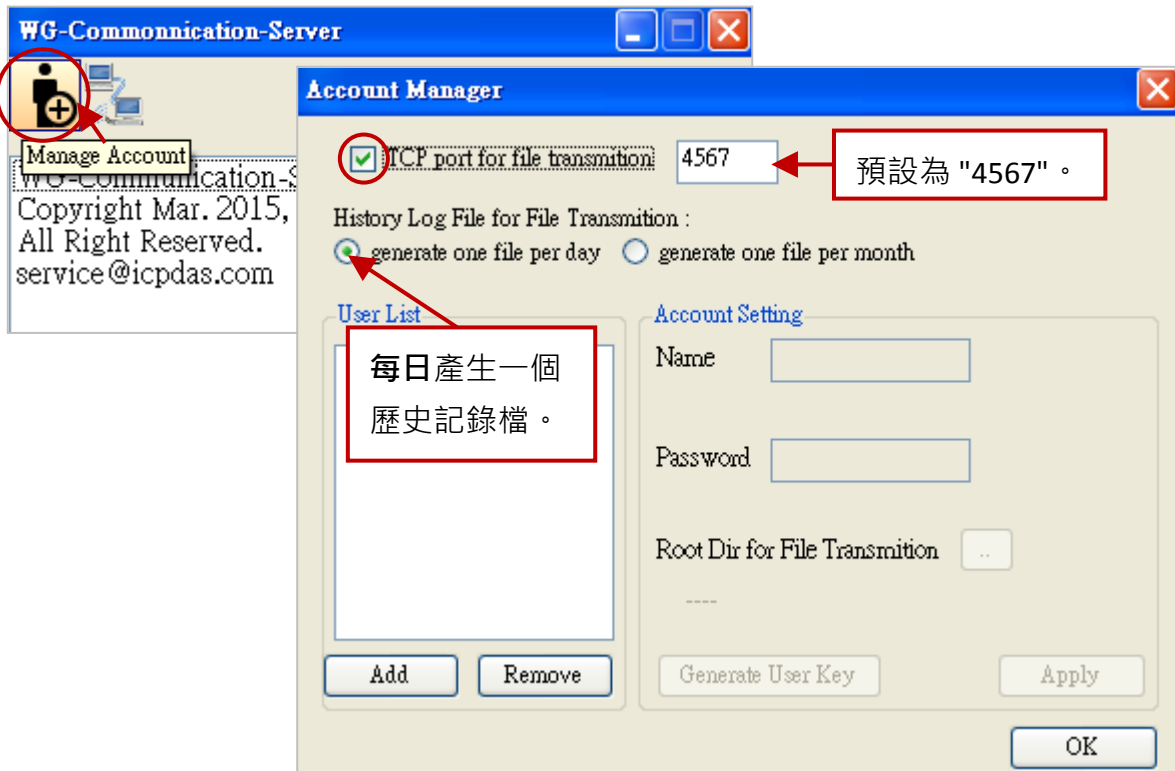 WG-Commonnication-Server
Manage Account
WG-Communication-S
Copyright Mar. 2015,
All Right Reserved.
service@icpdas.com
Account Manager
TCP port for file transmition 4567
預設為 "4567"。
History Log File for File Transmition :
generate one file per day generate one file per month
User List
每日產生一個
歷史記錄檔。
Add Remove
Account Setting
Name
Password
Root Dir for File Transmition ..
----
Generate User Key Apply
OK